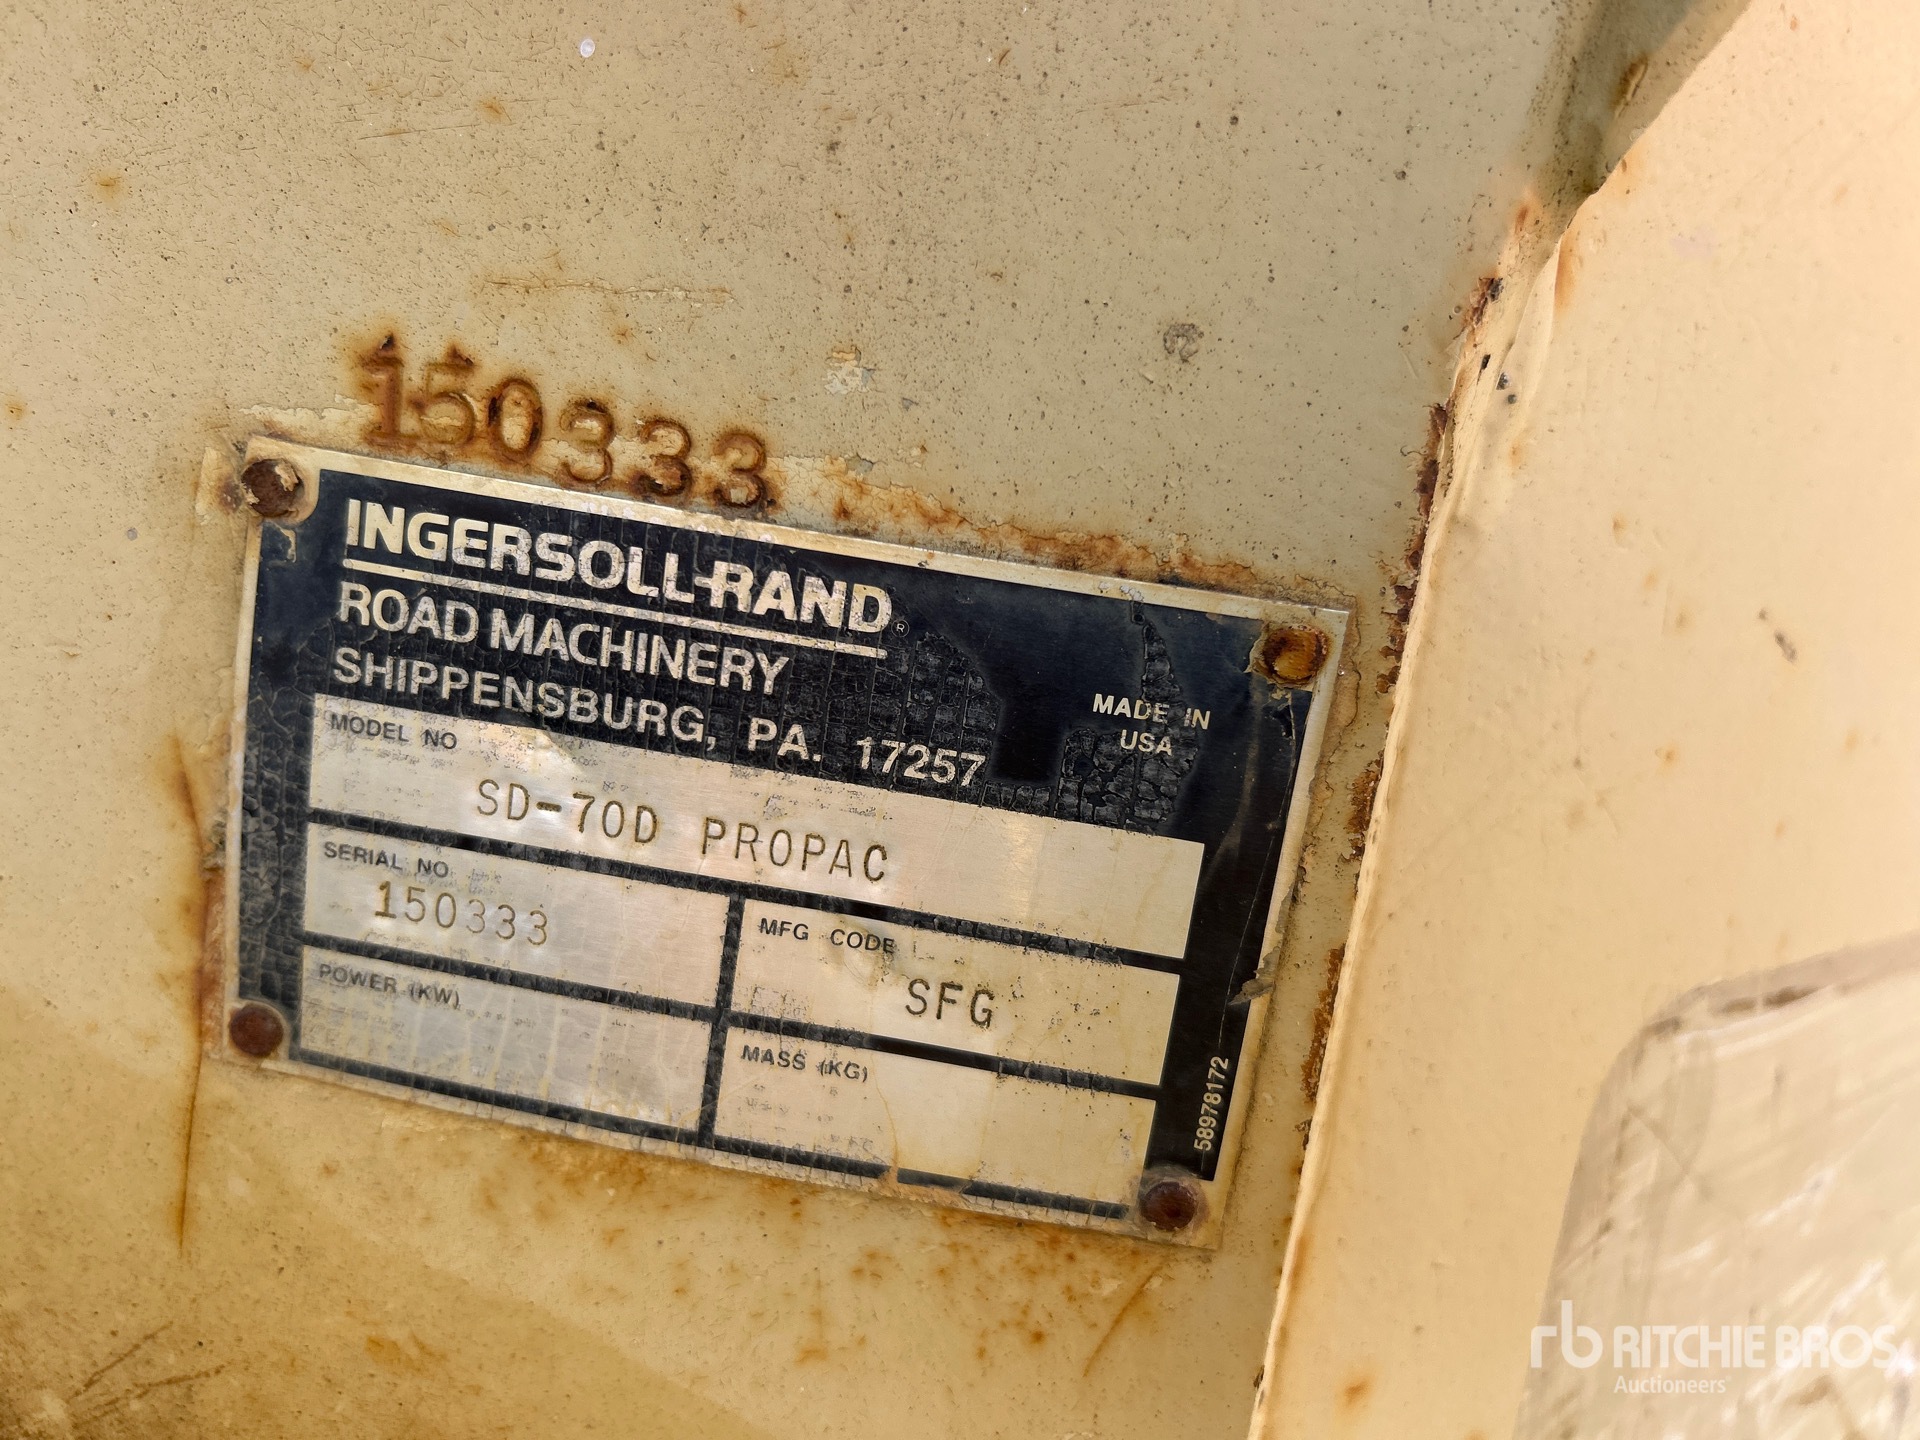 150333
INGERSOLL-RAND®
ROAD MACHINERY
SHIPPENSBURG, PA. 17257
MADE IN
USA
MODEL NO
SD-70D PROPAC
SERIAL NO
150333
MFG CODE
SFG
POWER (KW)
MASS (KG)
58978172
rb RITCHIE BROS
Auctioneers